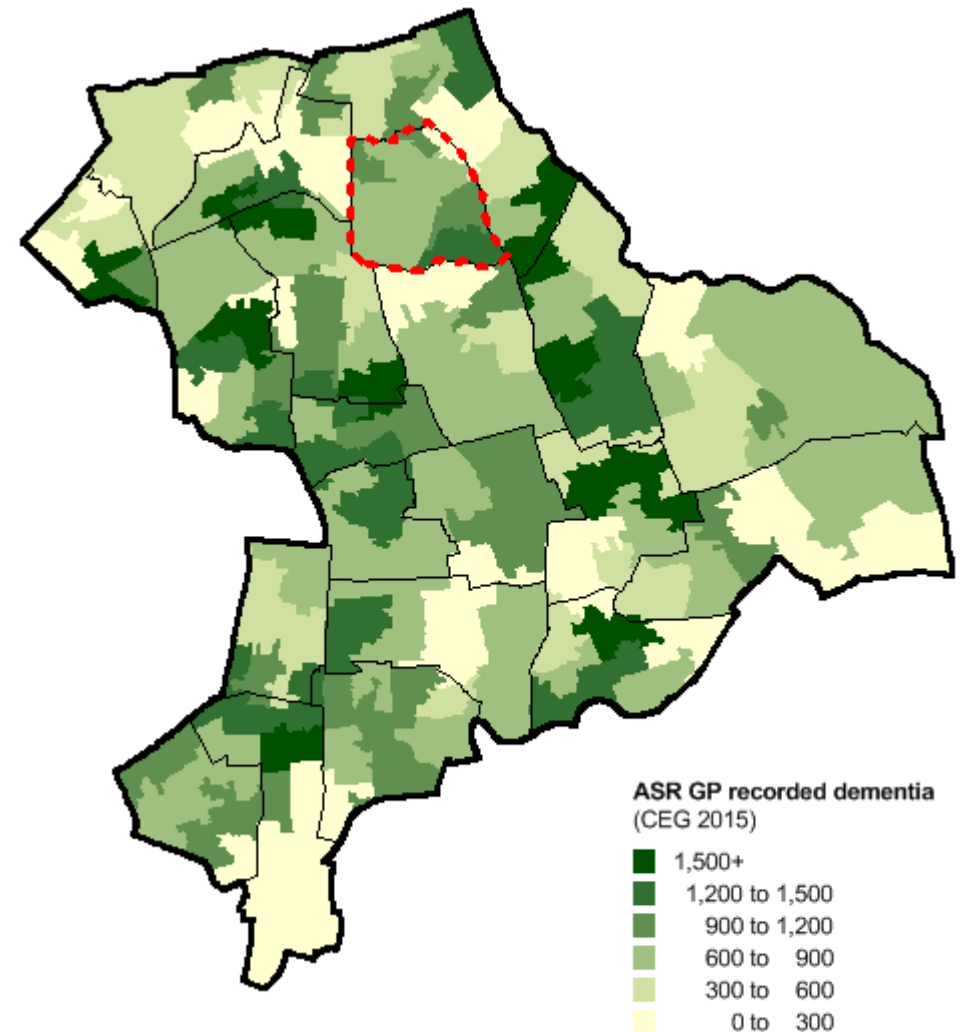 ASR GP recorded dementia
(CEG 2015)
1,500+
1,200 to 1,500
900 to 1,200
600 to 900
300 to 600
0 to 300